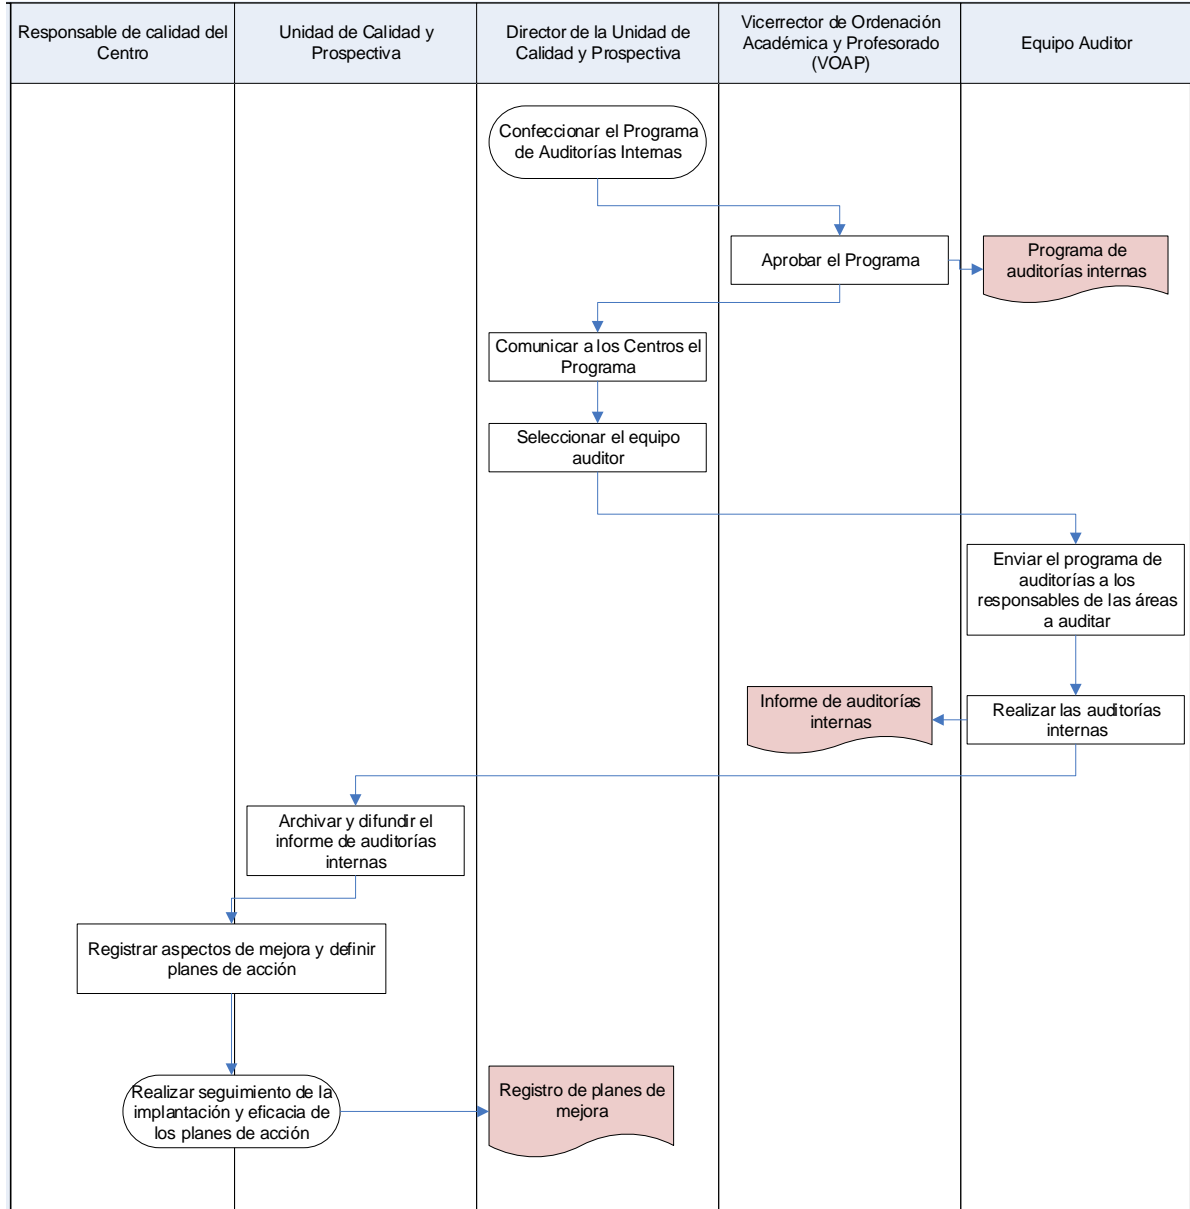 Responsable de calidad del
Centro
Unidad de Calidad y
Prospectiva
Director de la Unidad de
Calidad y Prospectiva
Vicerrector de Ordenación
Académica y Profesorado
(VOAP)
Equipo Auditor
Confeccionar el Programa
de Auditorías Internas
Aprobar el Programa
Programa de
auditorías internas
Comunicar a los Centros el
Programa
Seleccionar el equipo
auditor
Enviar el programa de
auditorías a los
responsables de las áreas
a auditar
Informe de auditorías
internas
Realizar las auditorías
internas
Archivar y difundir el
informe de auditorías
internas
Registrar aspectos de mejora y definir
planes de acción
Realizar seguimiento de la
implantación y eficacia de
los planes de acción
Registro de planes de
mejora